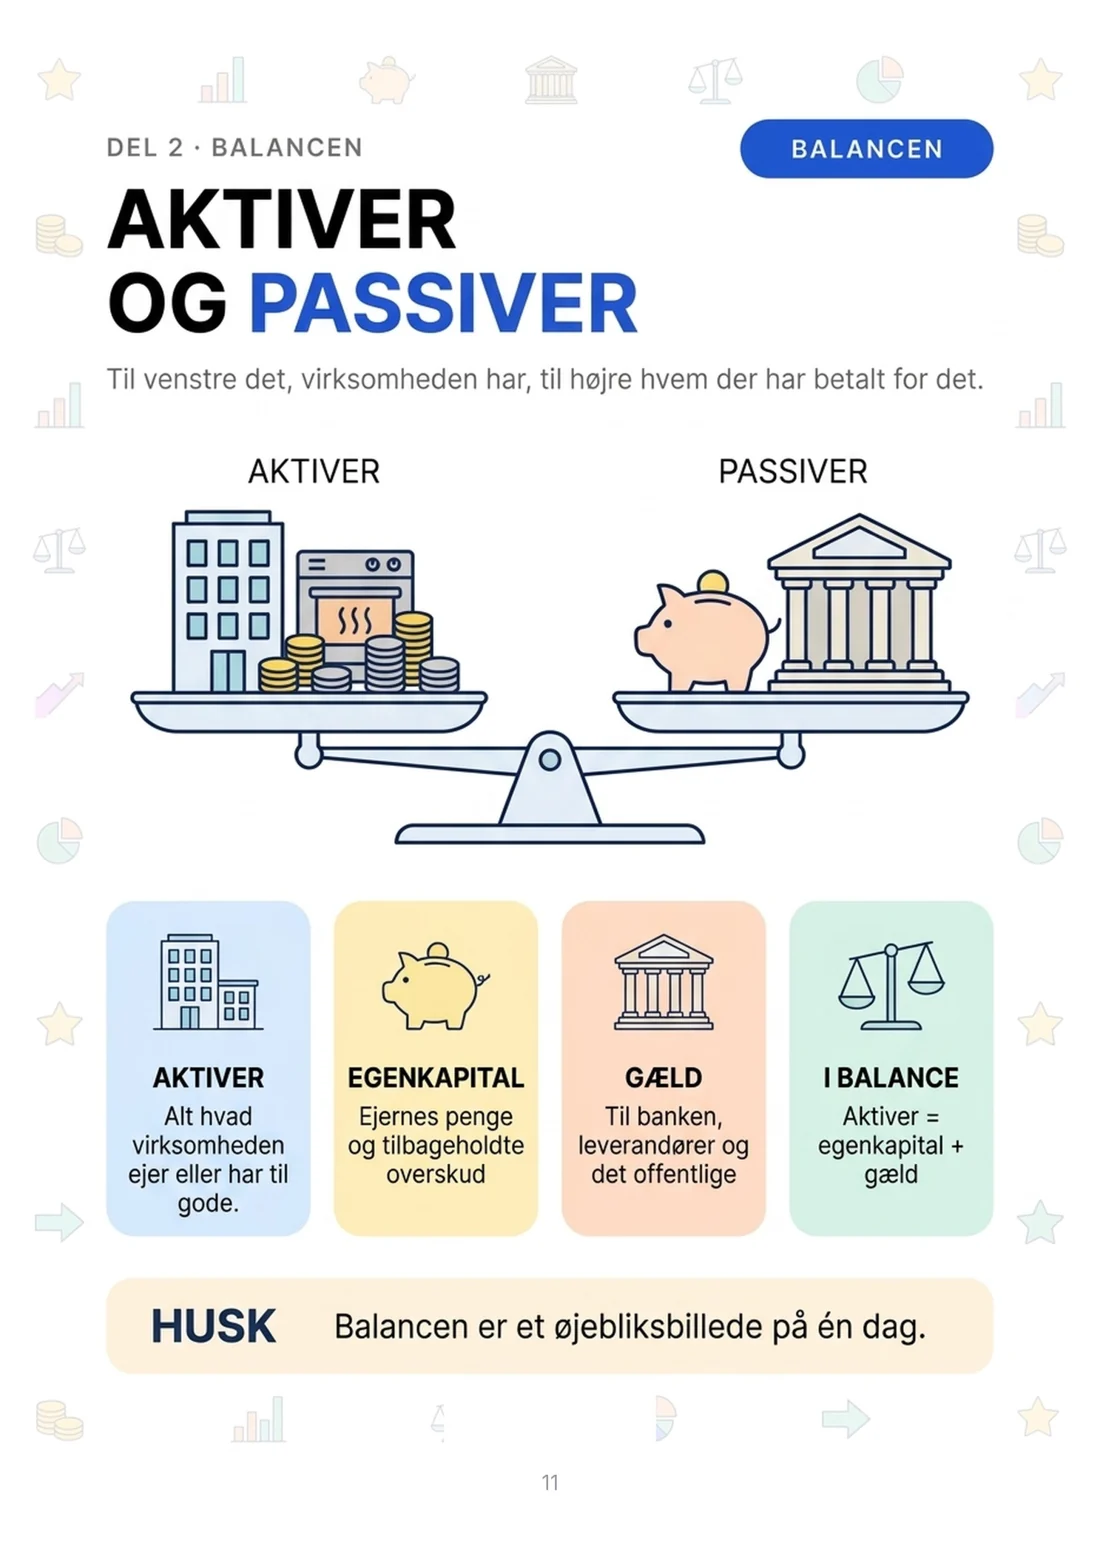 DEL 2 · BALANCEN
BALANCEN
AKTIVER
OG PASSIVER
Til venstre det, virksomheden har, til højre hvem der har betalt for det.
AKTIVER
PASSIVER
AKTIVER
Alt hvad
virksomheden
ejer eller har til
gode.
EGENKAPITAL
Ejernes penge
og tilbageholdte
overskud
GÆLD
Til banken,
leverandører og
det offentlige
I BALANCE
Aktiver =
egenkapital +
gæld
HUSK
Balancen er et øjebliksbillede på én dag.
11